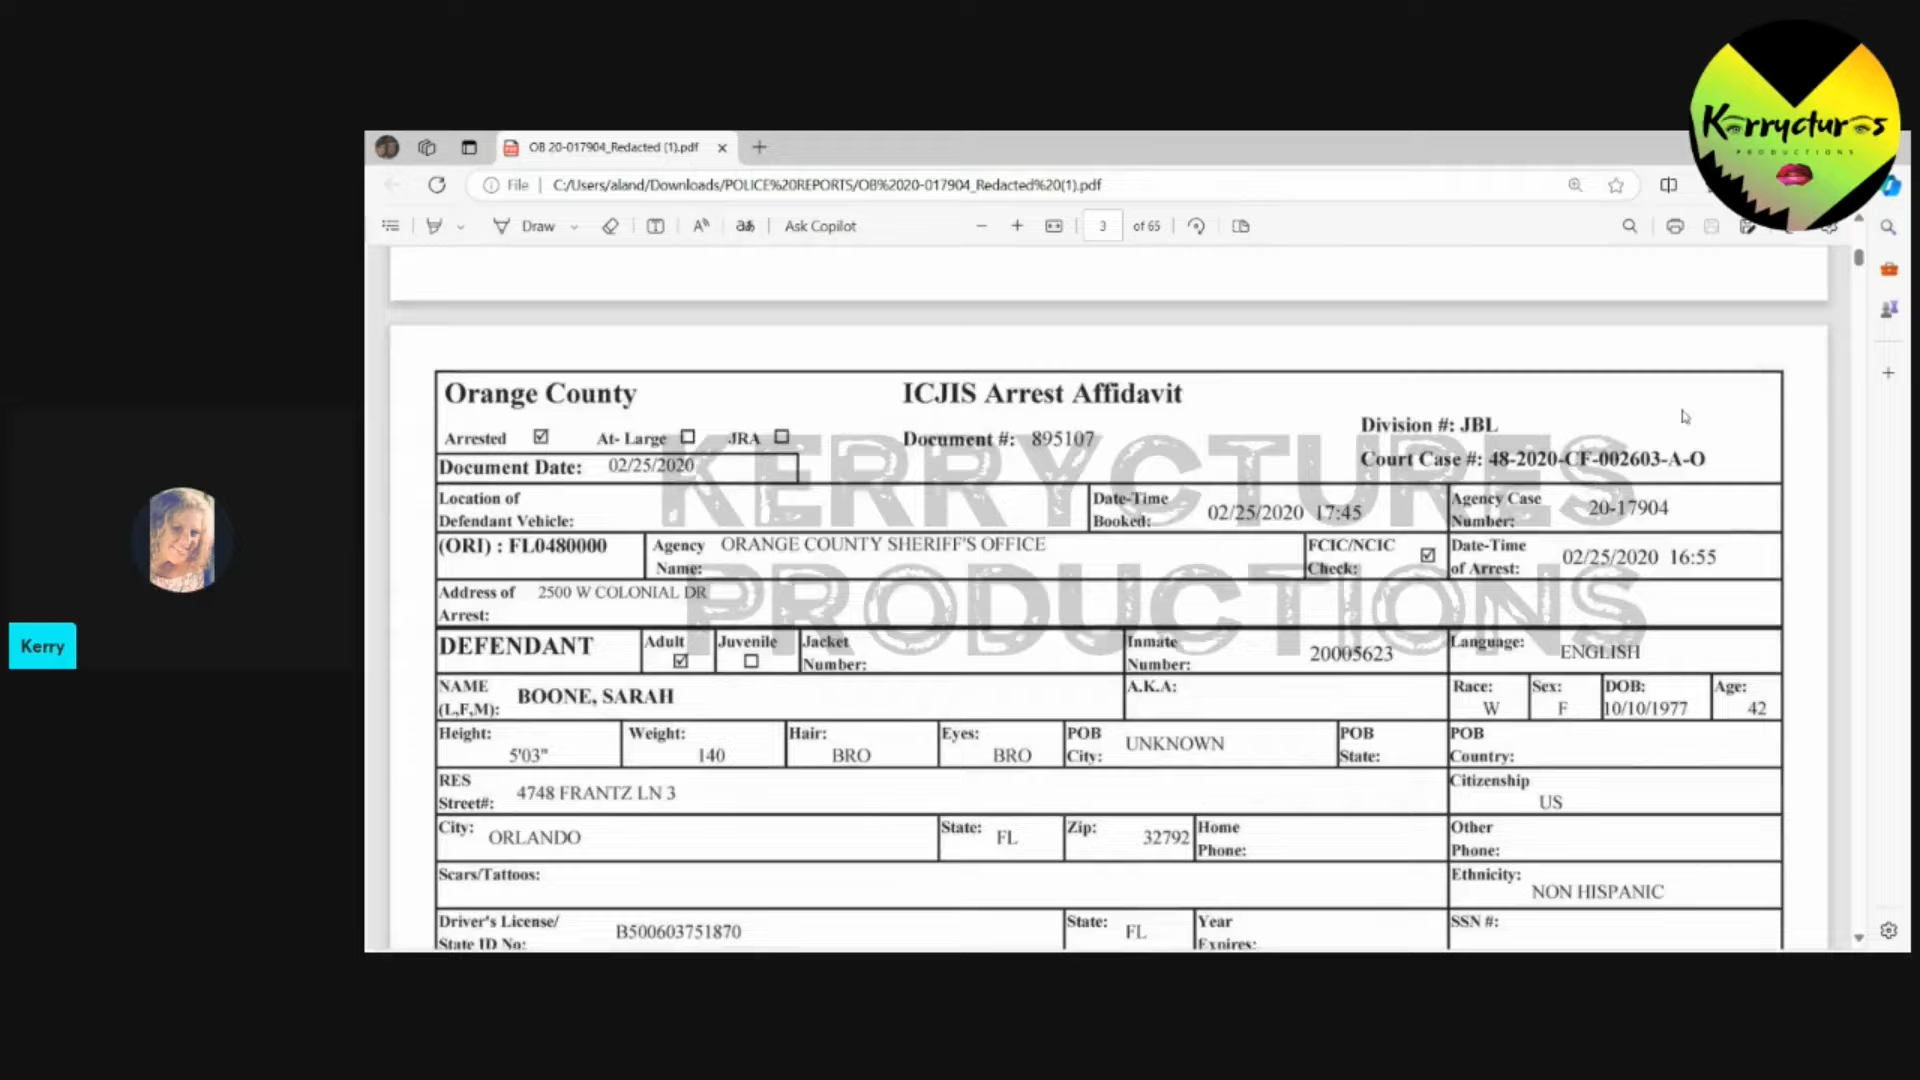 Kerryctures
PRODUCTIONS
OB 20-017904_Redacted (1).pdf
File C:/Users/aland/Downloads/POLICE%20REPORTS/OB%2020-017904_Redacted%20(1).pdf
Draw Ask Copilot 3 of 65
Orange County ICJIS Arrest Affidavit
Division #: JBL
Arrested At- Large JRA Document #: 895107
Court Case #: 48-2020-CF-002603-A-O
Document Date: 02/25/2020
KERRYCTURES
PRODUCTIONS
Location of Defendant Vehicle:
Date-Time Booked: 02/25/2020 17:45
Agency Case Number: 20-17904
(ORI) : FL0480000
Agency Name: ORANGE COUNTY SHERIFF'S OFFICE
FCIC/NCIC Check:
Date-Time of Arrest: 02/25/2020 16:55
Address of Arrest: 2500 W COLONIAL DR
DEFENDANT Adult Juvenile
Jacket Number:
Inmate Number: 20005623
Language: ENGLISH
NAME (L,F,M): BOONE, SARAH
A.K.A:
Race: W
Sex: F
DOB: 10/10/1977
Age: 42
Height: 5'03"
Weight: 140
Hair: BRO
Eyes: BRO
POB City: UNKNOWN
POB State:
POB Country:
RES Street#: 4748 FRANTZ LN 3
Citizenship US
City: ORLANDO
State: FL
Zip: 32792
Home Phone:
Other Phone:
Scars/Tattoos:
Ethnicity: NON HISPANIC
Driver's License/ State ID No: B500603751870
State: FL
Year Expires:
SSN #:
Kerry